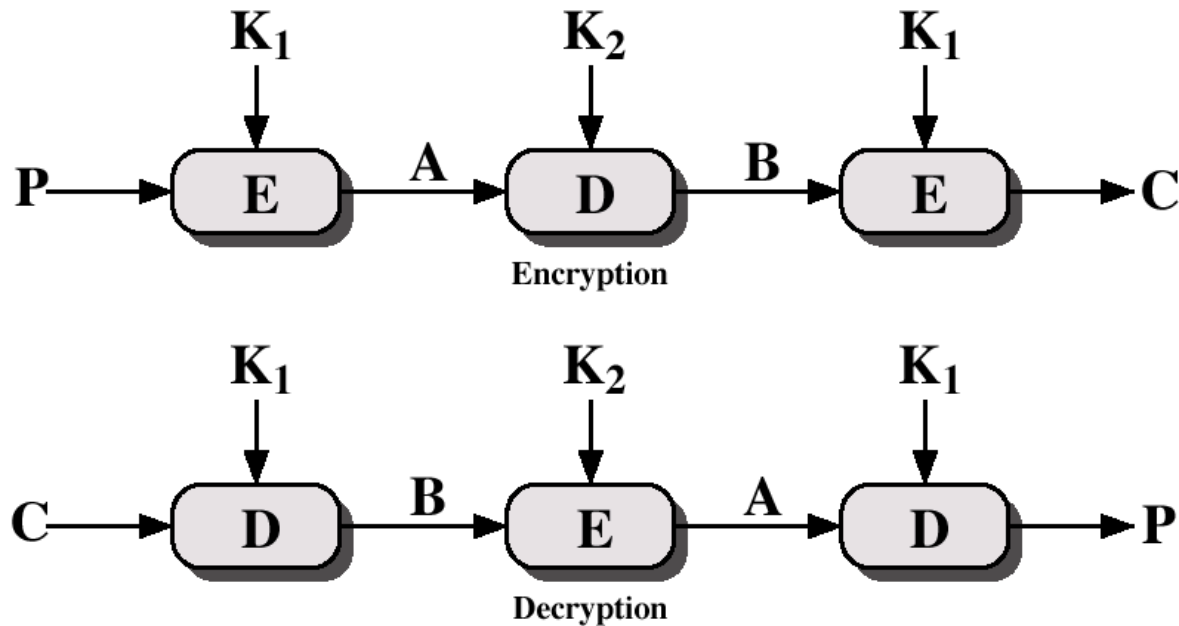 K₁ K₂ K₁
P E A D B E C
Encryption
K₁ K₂ K₁
C D B E A D P
Decryption